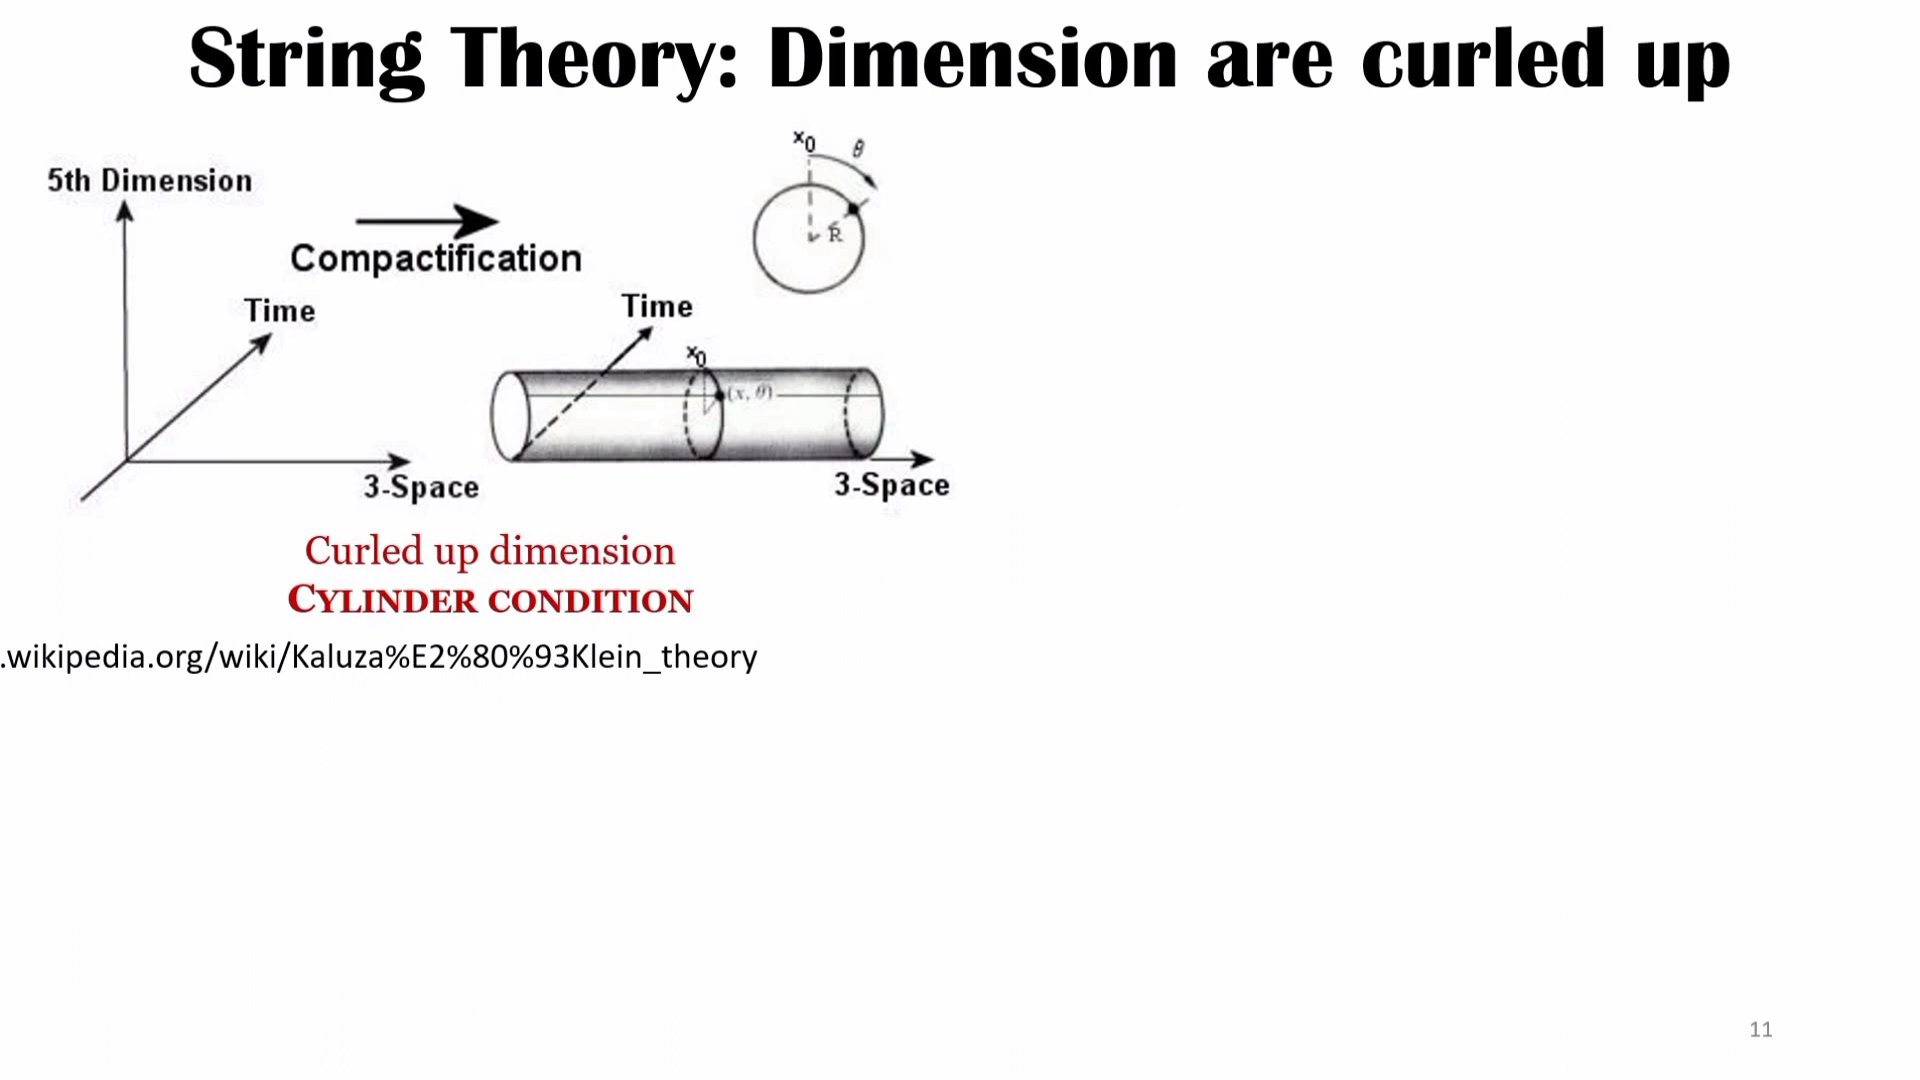 String Theory: Dimension are curled up
x0
θ
5th Dimension
R
Compactification
Time
Time
x0
(x, θ)
3-Space
3-Space
Curled up dimension
CYLINDER CONDITION
.wikipedia.org/wiki/Kaluza%E2%80%93Klein_theory
11